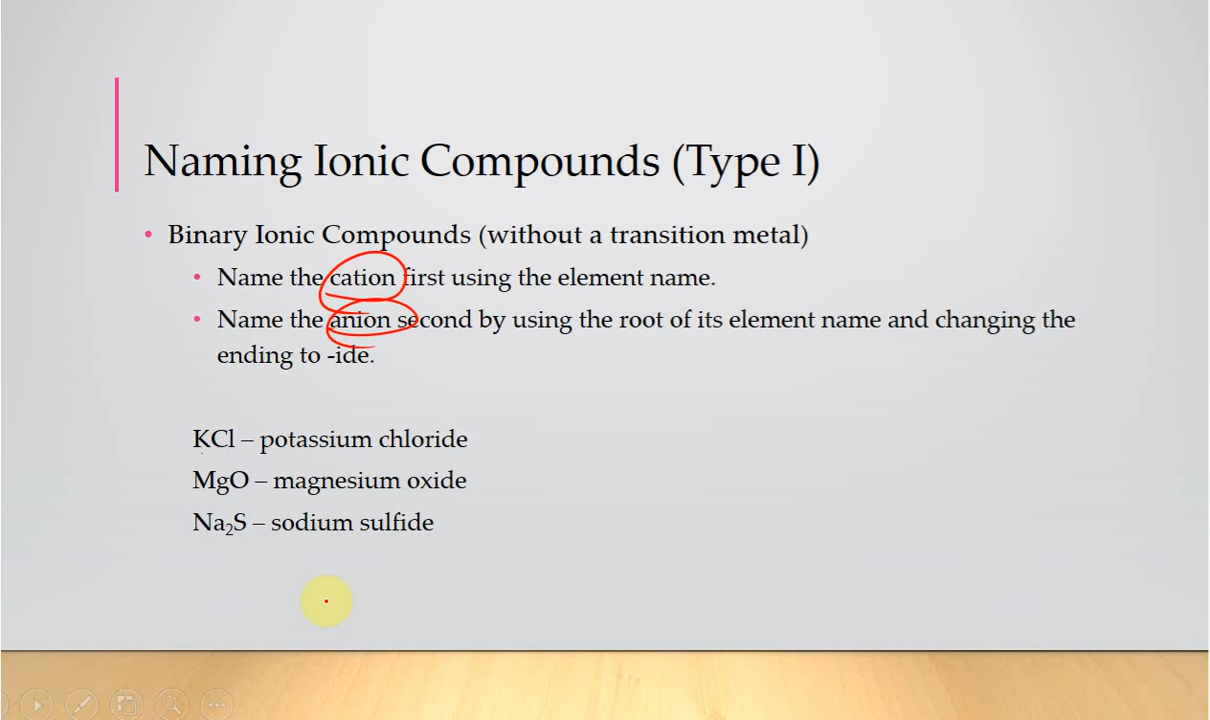 Naming Ionic Compounds (Type I)
• Binary Ionic Compounds (without a transition metal)
• Name the cation first using the element name.
• Name the anion second by using the root of its element name and changing the
ending to -ide.
KCl – potassium chloride
MgO – magnesium oxide
Na₂S – sodium sulfide